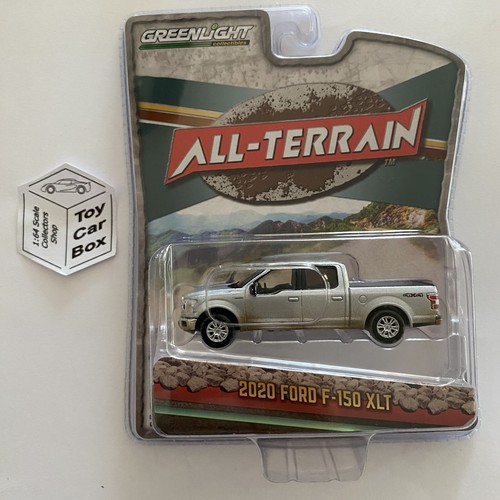 GREENLIGHT
collectibles
ALL-TERRAIN
TM
1:64 Scale
Collectors
Shop
Toy
Car
Box
2020 FORD F-150 XLT